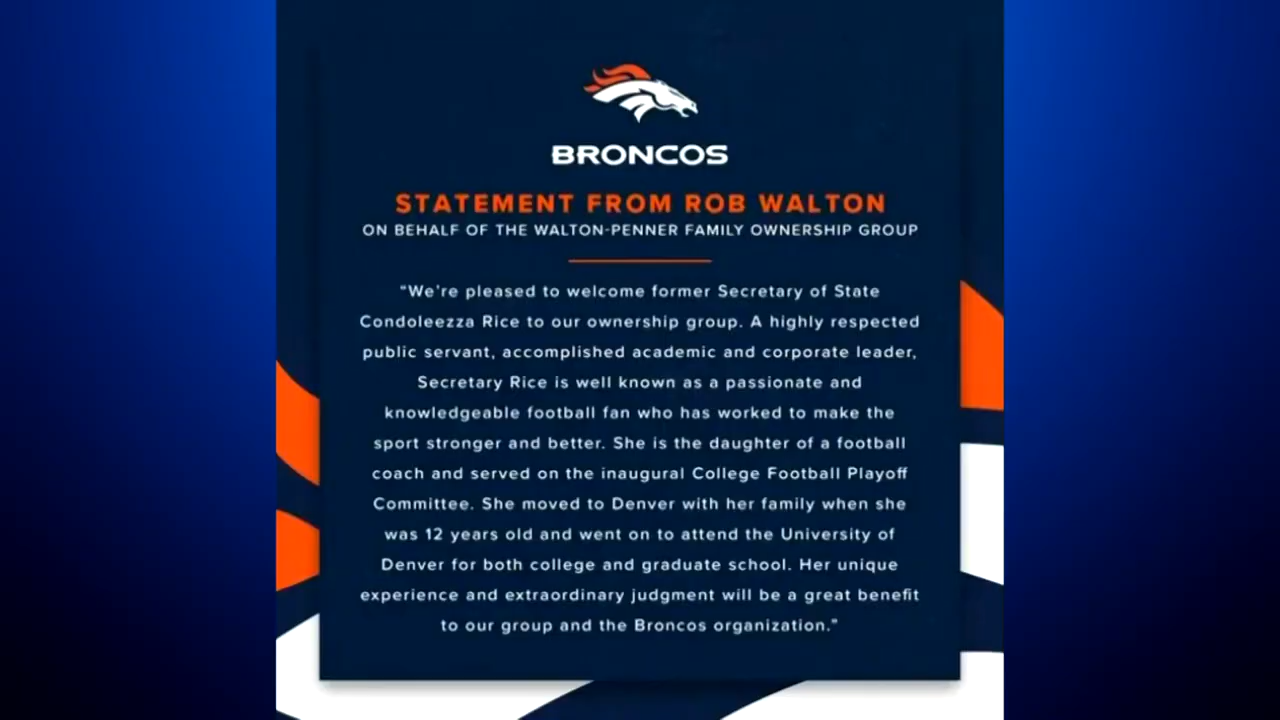 BRONCOS
STATEMENT FROM ROB WALTON
ON BEHALF OF THE WALTON-PENNER FAMILY OWNERSHIP GROUP
“We’re pleased to welcome former Secretary of State
Condoleezza Rice to our ownership group. A highly respected
public servant, accomplished academic and corporate leader,
Secretary Rice is well known as a passionate and
knowledgeable football fan who has worked to make the
sport stronger and better. She is the daughter of a football
coach and served on the inaugural College Football Playoff
Committee. She moved to Denver with her family when she
was 12 years old and went on to attend the University of
Denver for both college and graduate school. Her unique
experience and extraordinary judgment will be a great benefit
to our group and the Broncos organization.”